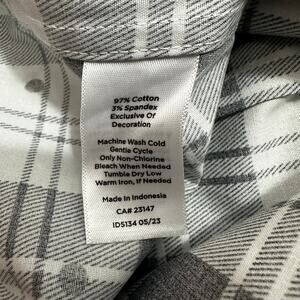 97% Cotton
3% Spandex
Exclusive Of
Decoration
Machine Wash Cold
Gentle Cycle
Only Non-Chlorine
Bleach When Needed
Tumble Dry Low
Warm Iron, If Needed
Made In Indonesia
CA# 23147
ID5134 05/23